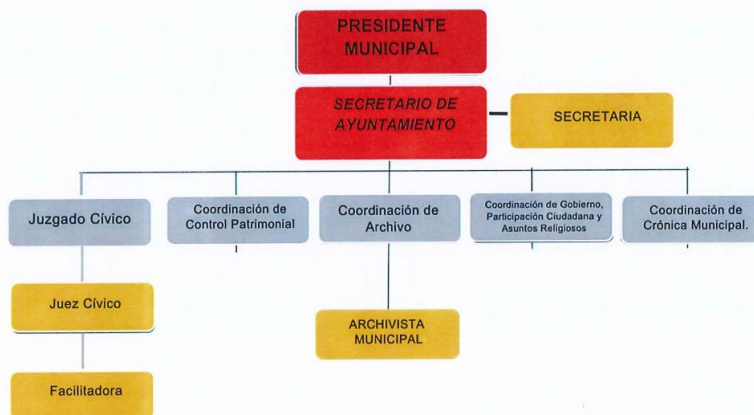 PRESIDENTE
MUNICIPAL
SECRETARIO DE
AYUNTAMIENTO
SECRETARIA
Juzgado Cívico
Coordinación de
Control Patrimonial
Coordinación de
Archivo
Coordinación de Gobierno,
Participación Ciudadana y
Asuntos Religiosos
Coordinación de
Crónica Municipal.
Juez Cívico
ARCHIVISTA
MUNICIPAL
Facilitadora